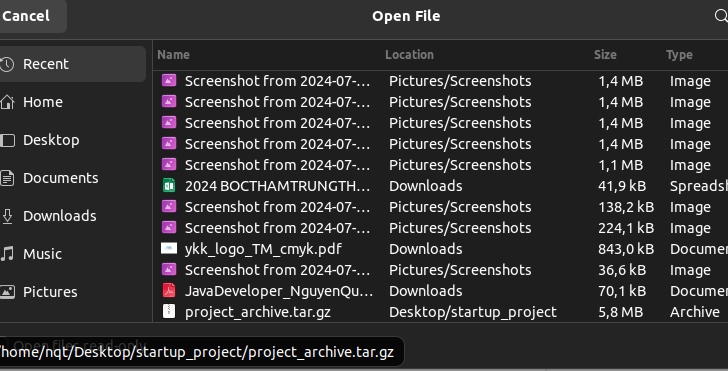 Cancel
Open File
Name Location Size Type
Recent
Home
Desktop
Documents
Downloads
Music
Pictures
Screenshot from 2024-07-... Pictures/Screenshots 1,4 MB Image
Screenshot from 2024-07-... Pictures/Screenshots 1,4 MB Image
Screenshot from 2024-07-... Pictures/Screenshots 1,4 MB Image
Screenshot from 2024-07-... Pictures/Screenshots 1,4 MB Image
Screenshot from 2024-07-... Pictures/Screenshots 1,1 MB Image
2024 BOCTHAMTRUNGTH... Downloads 41,9 kB Spreads
Screenshot from 2024-07-... Pictures/Screenshots 138,2 kB Image
Screenshot from 2024-07-... Pictures/Screenshots 224,1 kB Image
ykk_logo_TM_cmyk.pdf Downloads 843,0 kB Docume
Screenshot from 2024-07-... Pictures/Screenshots 36,6 kB Image
JavaDeveloper_NguyenQu... Downloads 70,1 kB Docume
project_archive.tar.gz Desktop/startup_project 5,8 MB Archive
Open files read-only
/home/nqt/Desktop/startup_project/project_archive.tar.gz